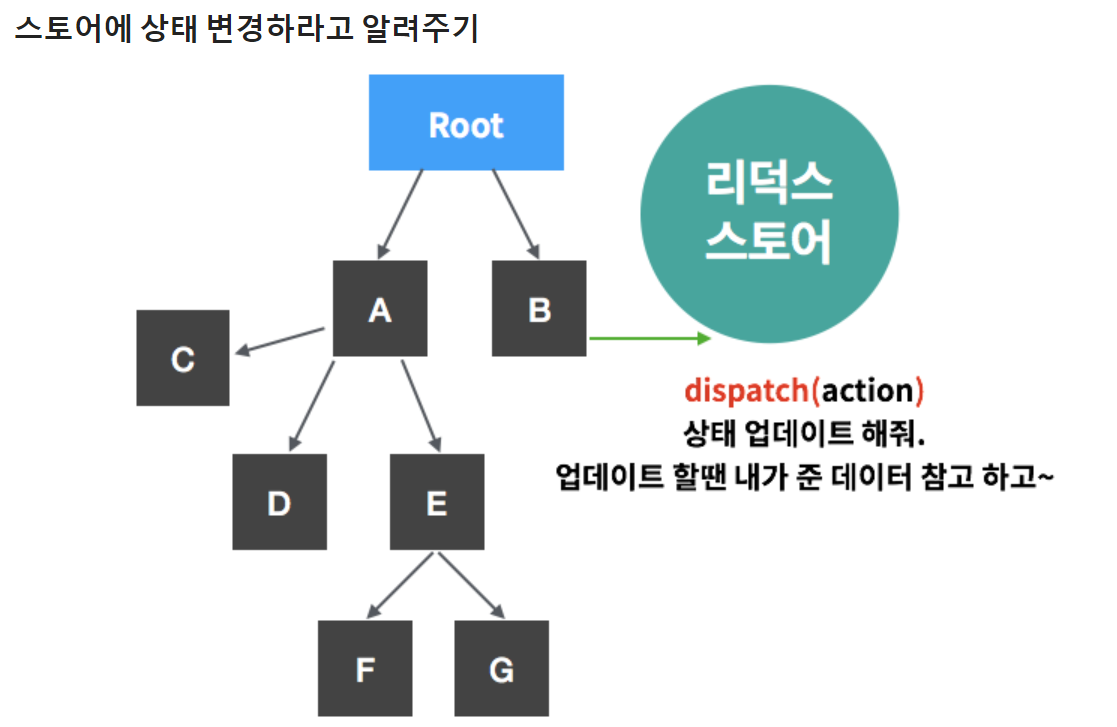 스토어에 상태 변경하라고 알려주기
Root
리덕스
스토어
A
B
C
dispatch(action)
상태 업데이트 해줘.
업데이트 할땐 내가 준 데이터 참고 하고~
D
E
F
G